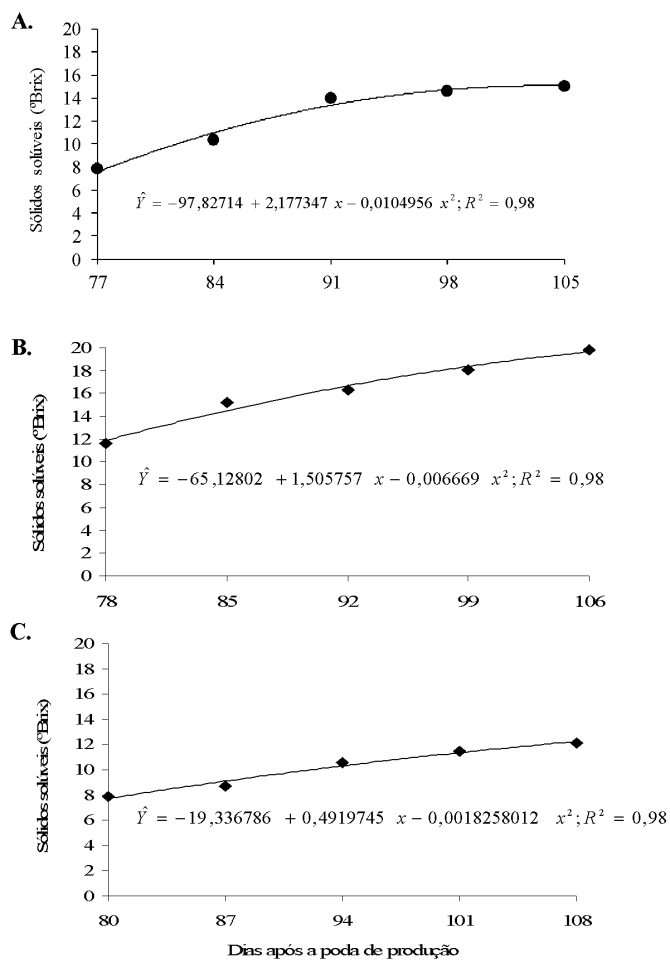 A.
Sólidos solúveis (ºBrix)
20
18
16
14
12
10
8
6
4
2
0
Ŷ = −97,82714 + 2,177347 x − 0,0104956 x²; R² = 0,98
77 84 91 98 105
B.
Sólidos solúveis (ºBrix)
20
18
16
14
12
10
8
6
4
2
0
Ŷ = −65,12802 + 1,505757 x − 0,006669 x²; R² = 0,98
78 85 92 99 106
C.
Sólidos solúveis (ºBrix)
20
18
16
14
12
10
8
6
4
2
0
Ŷ = −19,336786 + 0,4919745 x − 0,0018258012 x²; R² = 0,98
80 87 94 101 108
Dias após a poda de produção